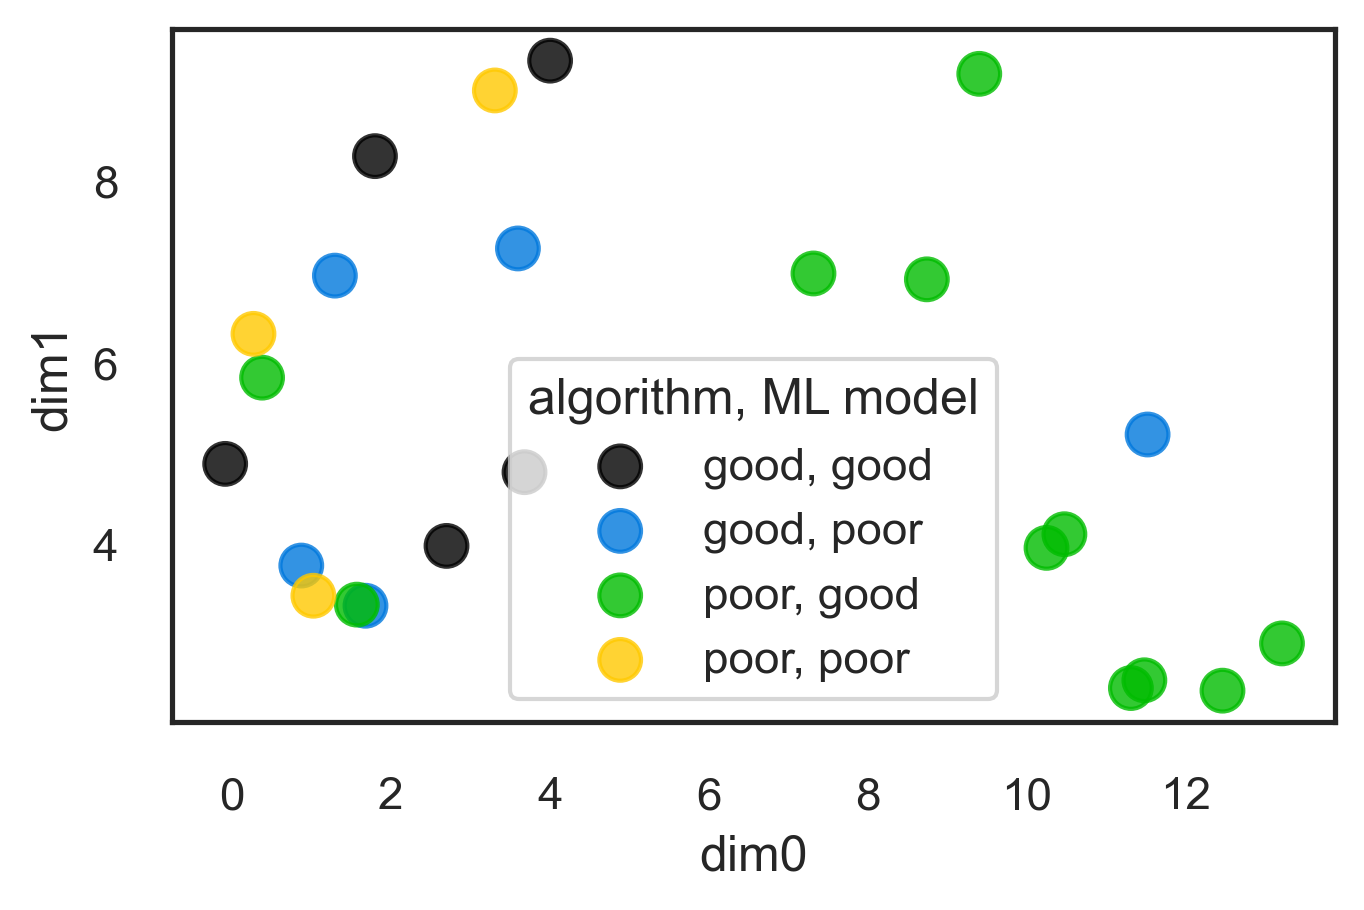 8
6
4
dim1
algorithm, ML model
good, good
good, poor
poor, good
poor, poor
0 2 4 6 8 10 12
dim0